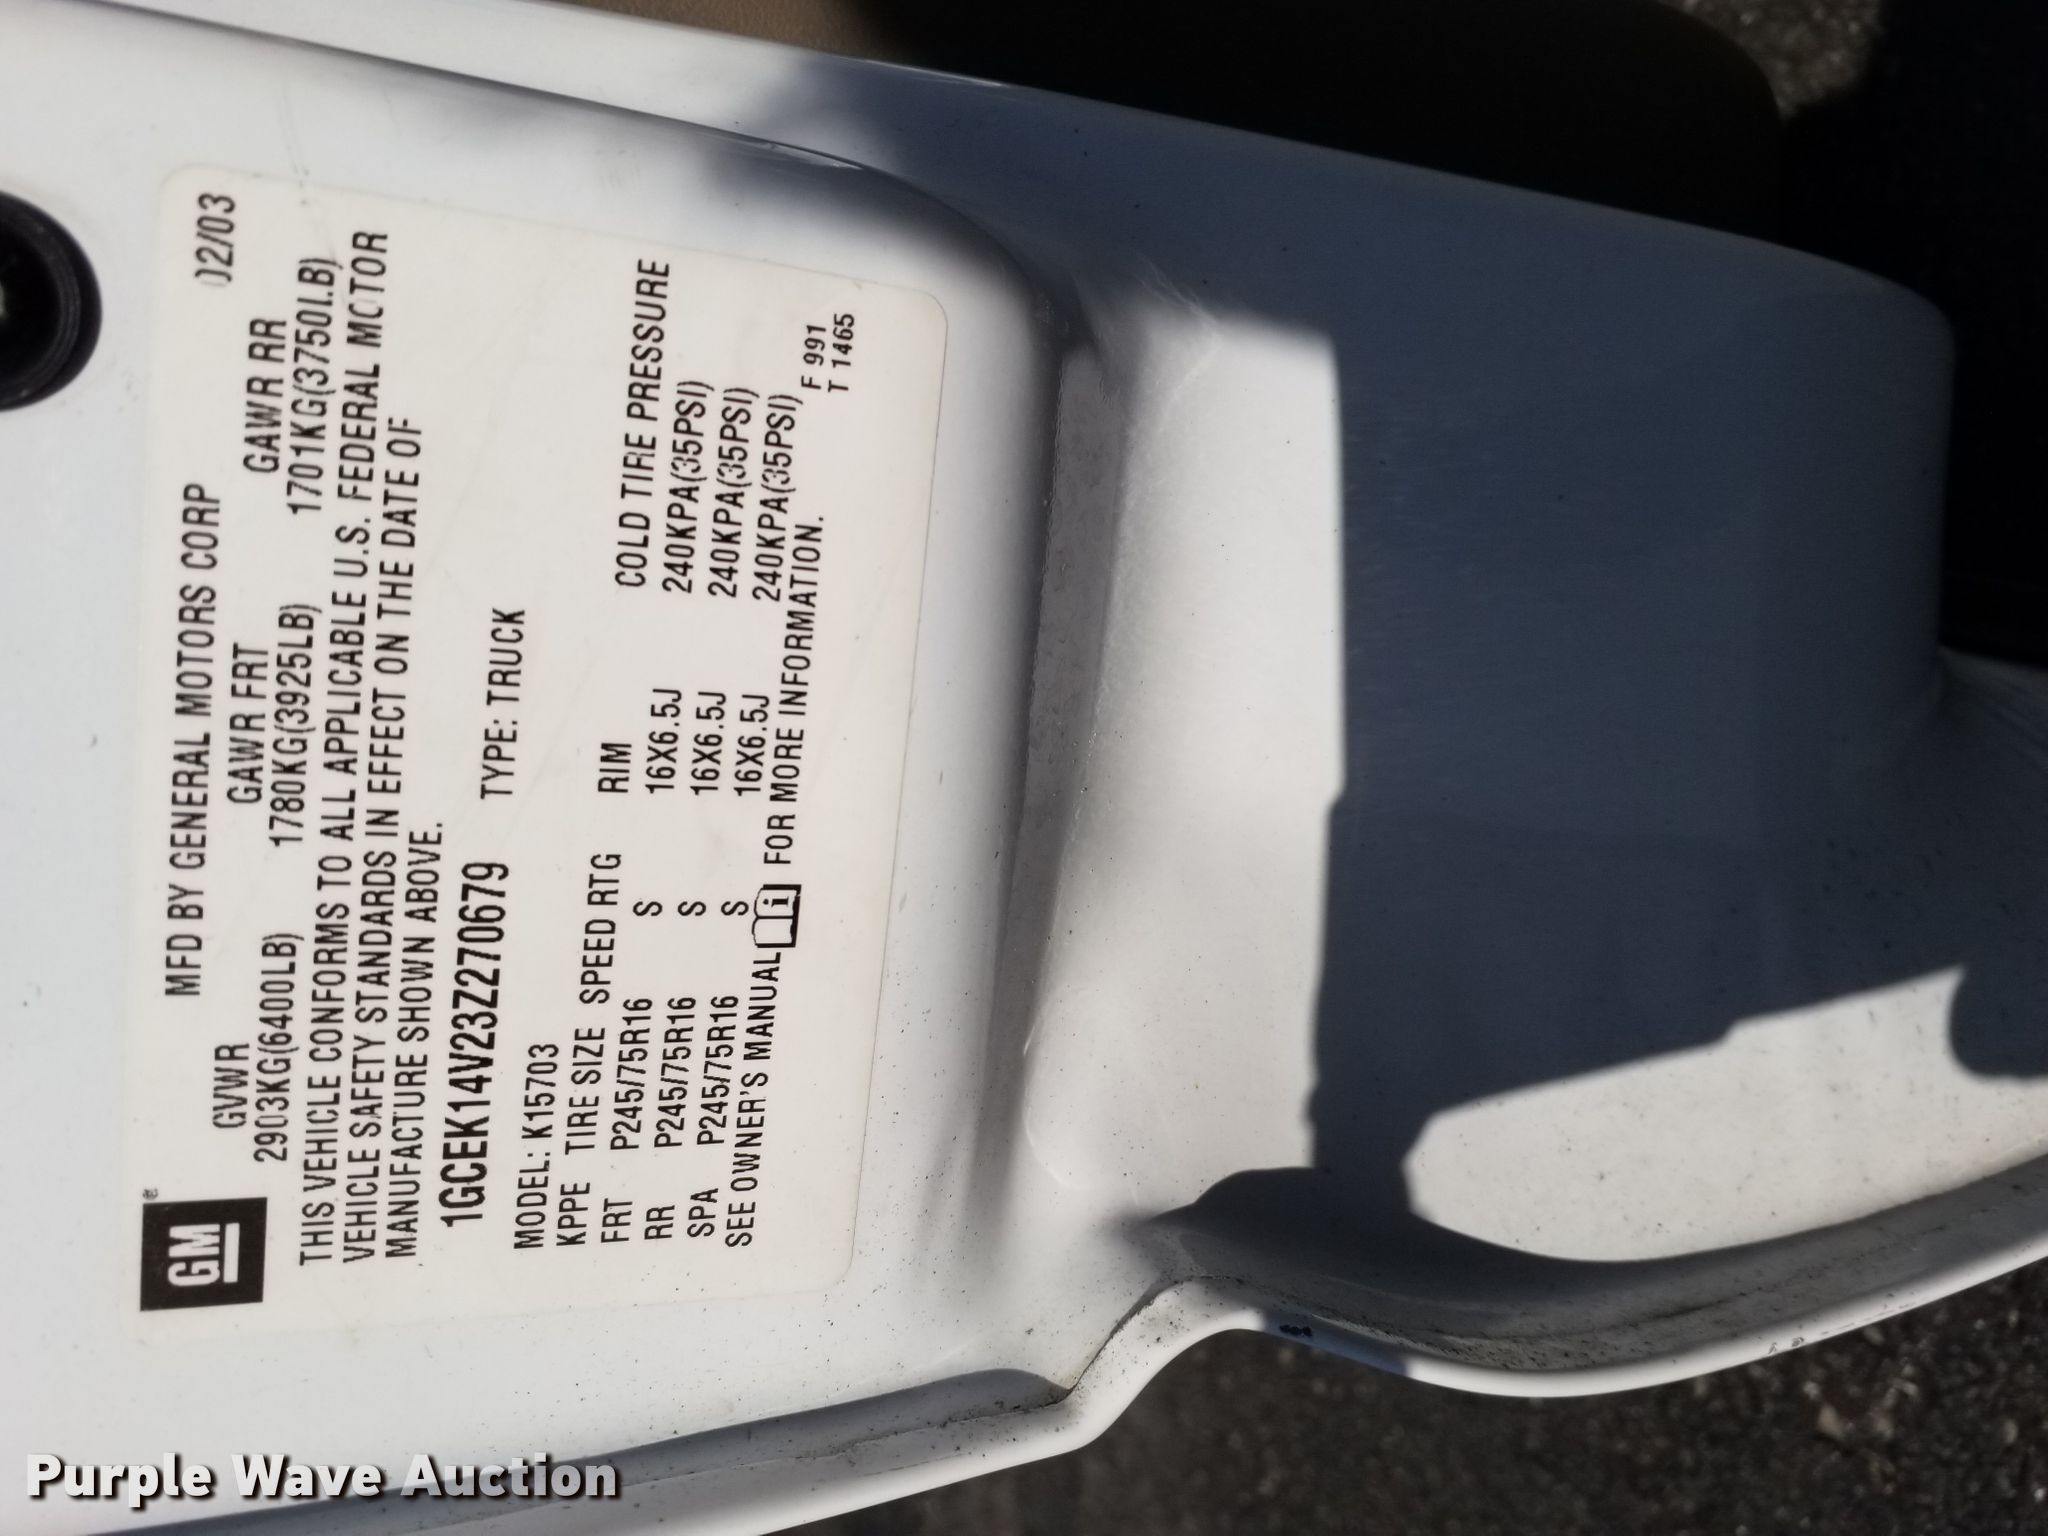 GM®
MFD BY GENERAL MOTORS CORP 02/03
GVWR GAWR FRT GAWR RR
2903KG(6400LB) 1780KG(3925LB) 1701KG(3750LB)
THIS VEHICLE CONFORMS TO ALL APPLICABLE U.S. FEDERAL MOTOR
VEHICLE SAFETY STANDARDS IN EFFECT ON THE DATE OF
MANUFACTURE SHOWN ABOVE.
1GCEK14V23Z270679 TYPE: TRUCK
MODEL: K15703
KPPE TIRE SIZE SPEED RTG RIM COLD TIRE PRESSURE
FRT P245/75R16 S 16X6.5J 240KPA(35PSI)
RR P245/75R16 S 16X6.5J 240KPA(35PSI)
SPA P245/75R16 S 16X6.5J 240KPA(35PSI)
SEE OWNER'S MANUAL i FOR MORE INFORMATION.
F 991
T 1465
Purple Wave Auction